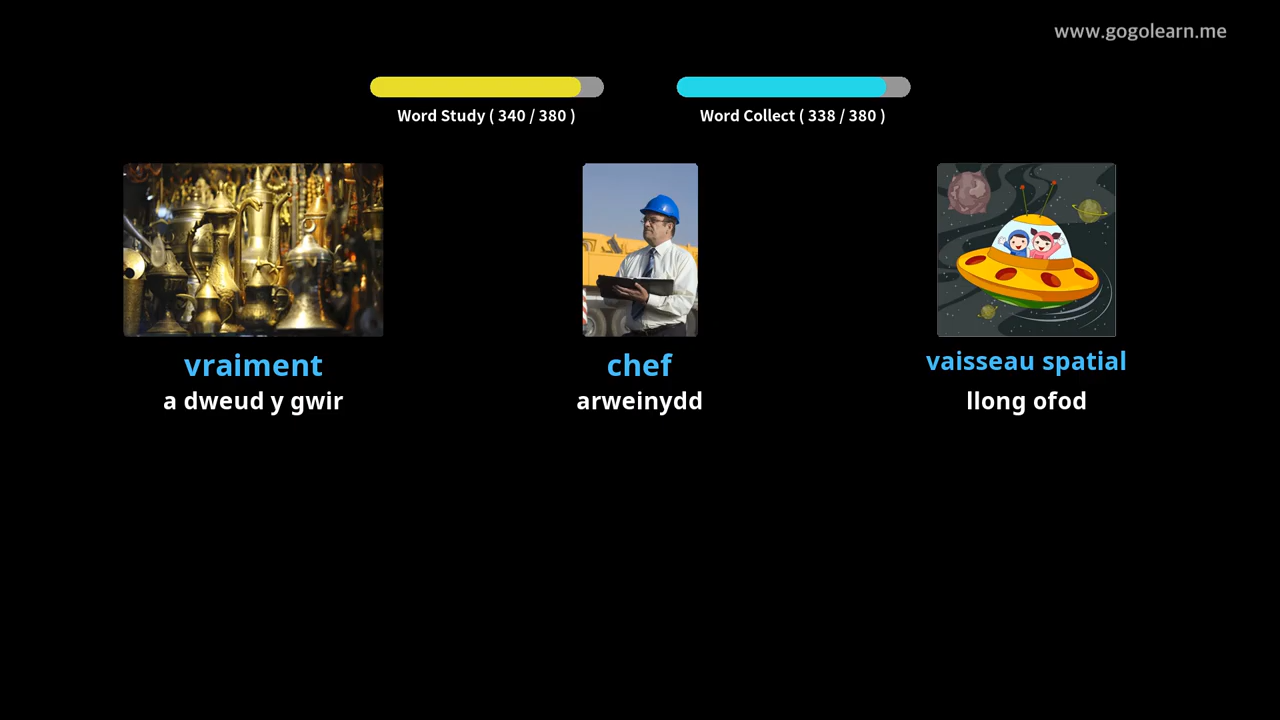 www.gogolearn.me
Word Study ( 340 / 380 )
Word Collect ( 338 / 380 )
vraiment
a dweud y gwir
chef
arweinydd
vaisseau spatial
llong ofod